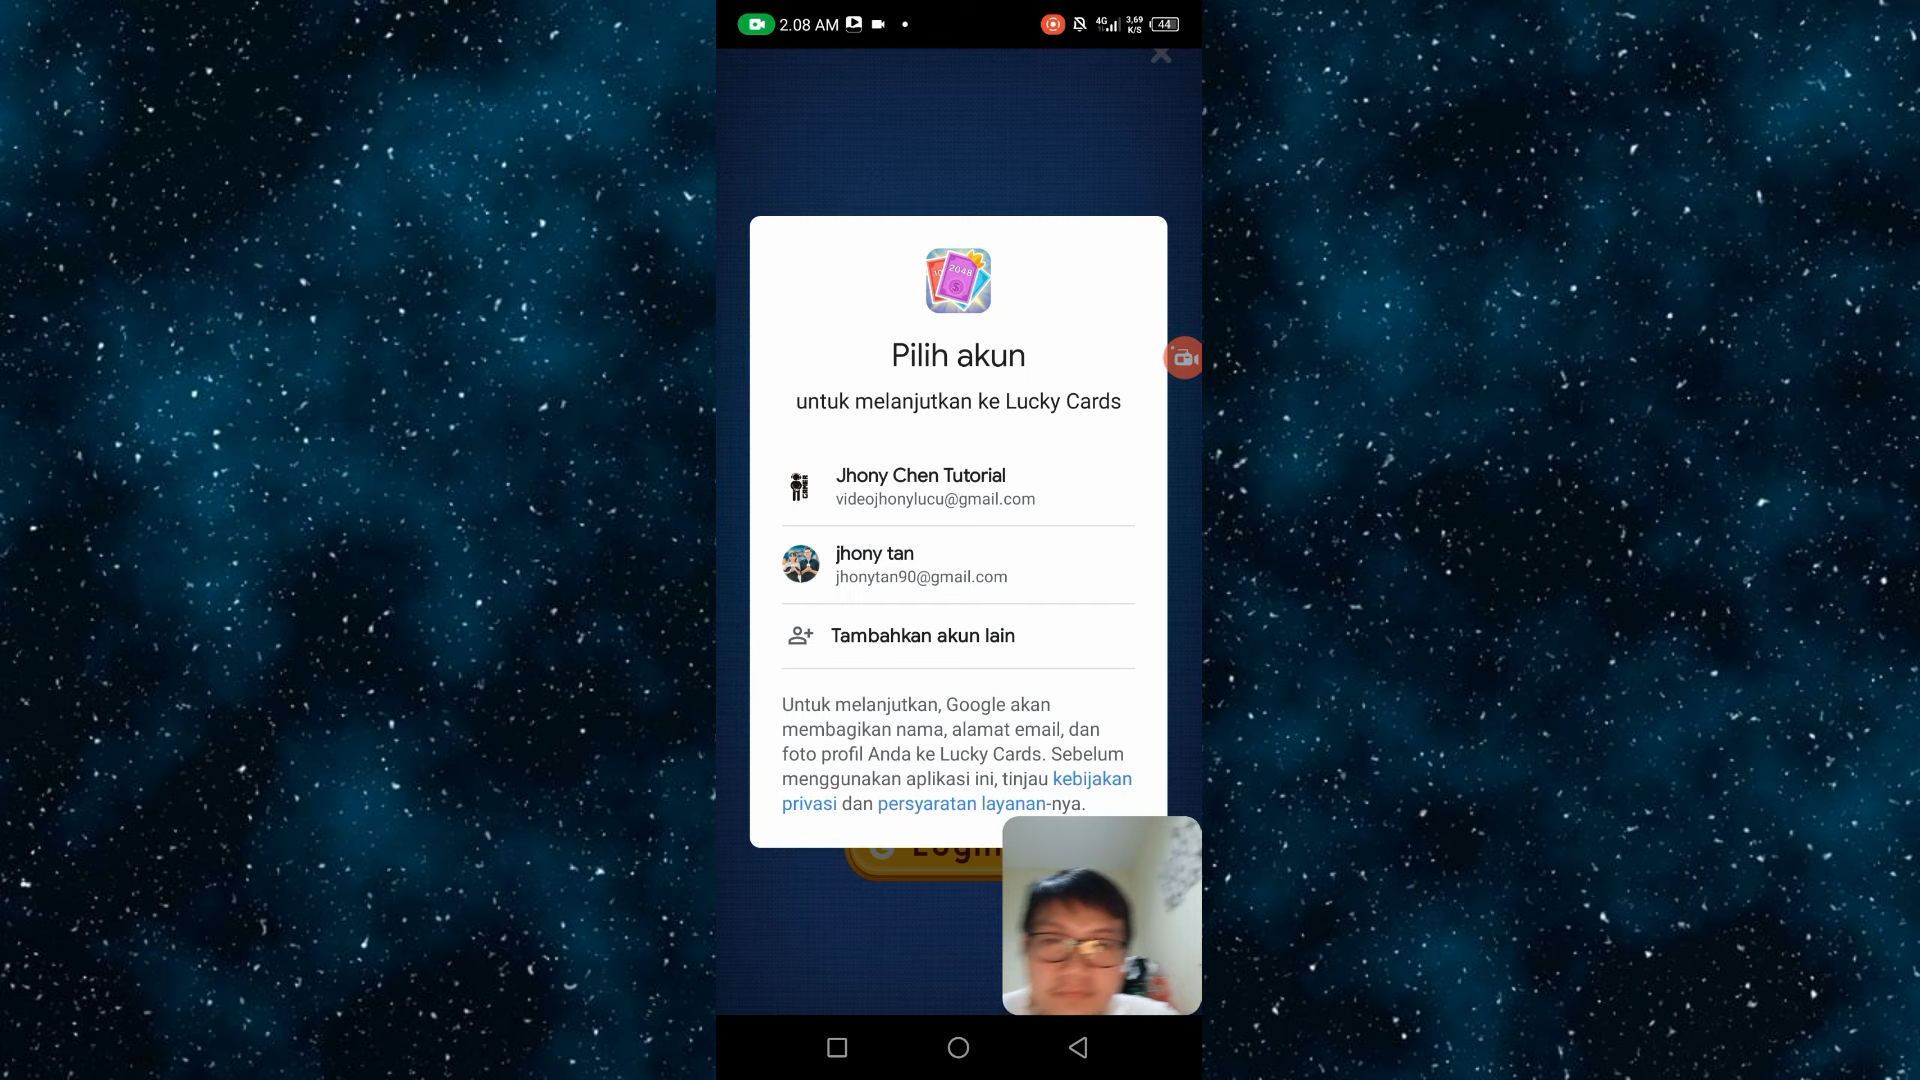 2.08 AM
4G
3,69
K/S
44
2048
Pilih akun
untuk melanjutkan ke Lucky Cards
Jhony Chen Tutorial
videojhonylucu@gmail.com
jhony tan
jhonytan90@gmail.com
Tambahkan akun lain
Untuk melanjutkan, Google akan
membagikan nama, alamat email, dan
foto profil Anda ke Lucky Cards. Sebelum
menggunakan aplikasi ini, tinjau kebijakan
privasi dan persyaratan layanan-nya.
Login